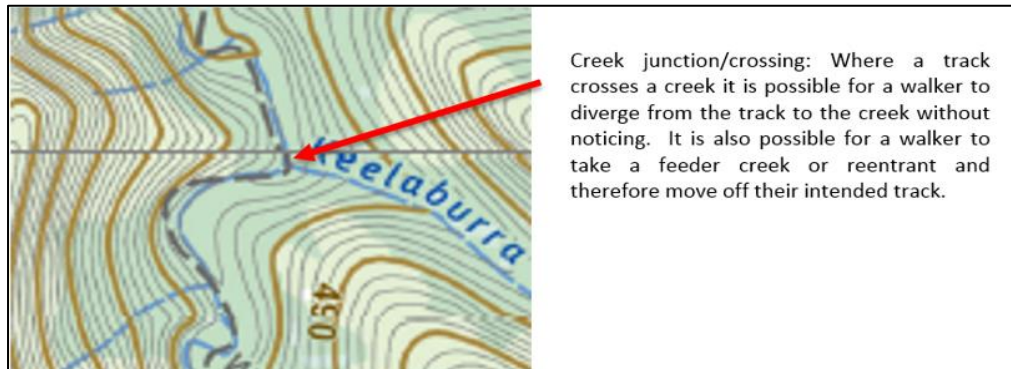 Creek junction/crossing: Where a track
crosses a creek it is possible for a walker to
diverge from the track to the creek without
noticing. It is also possible for a walker to
take a feeder creek or reentrant and
therefore move off their intended track.
Keelaburra
490